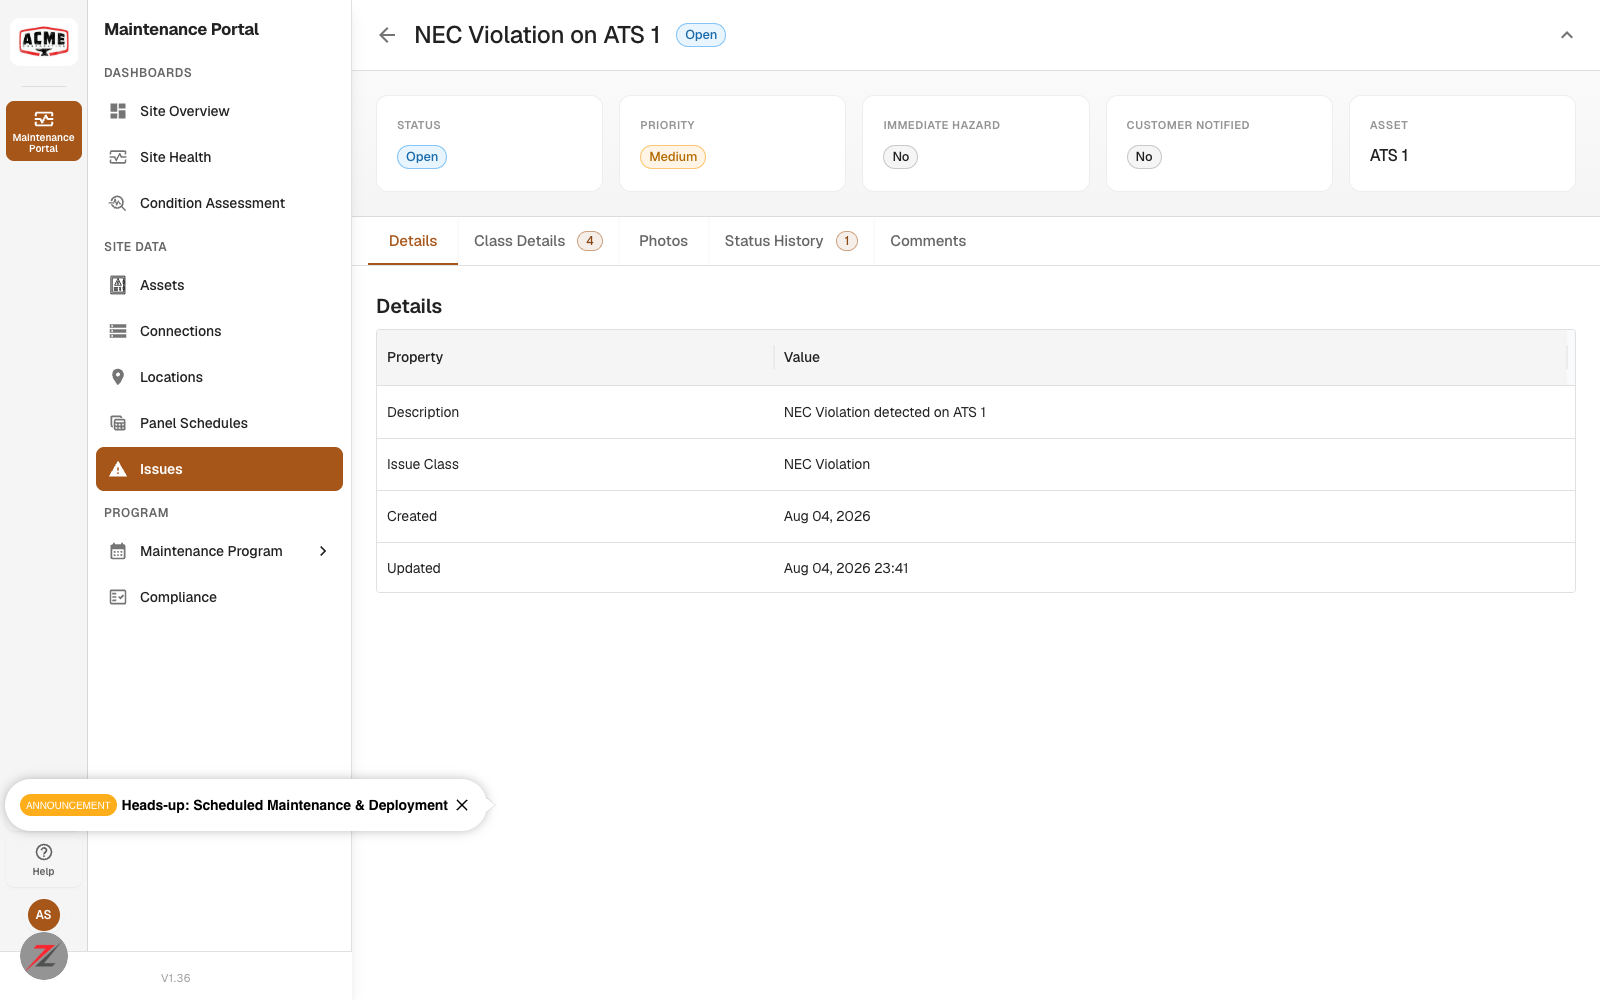 ACME
Maintenance Portal
Maintenance Portal
DASHBOARDS
Site Overview
Site Health
Condition Assessment
SITE DATA
Assets
Connections
Locations
Panel Schedules
Issues
PROGRAM
Maintenance Program
Compliance
ANNOUNCEMENT Heads-up: Scheduled Maintenance & Deployment
Help
AS
V1.36
NEC Violation on ATS 1 Open
STATUS
Open
PRIORITY
Medium
IMMEDIATE HAZARD
No
CUSTOMER NOTIFIED
No
ASSET
ATS 1
Details Class Details 4 Photos Status History 1 Comments
Details
Property Value
Description NEC Violation detected on ATS 1
Issue Class NEC Violation
Created Aug 04, 2026
Updated Aug 04, 2026 23:41